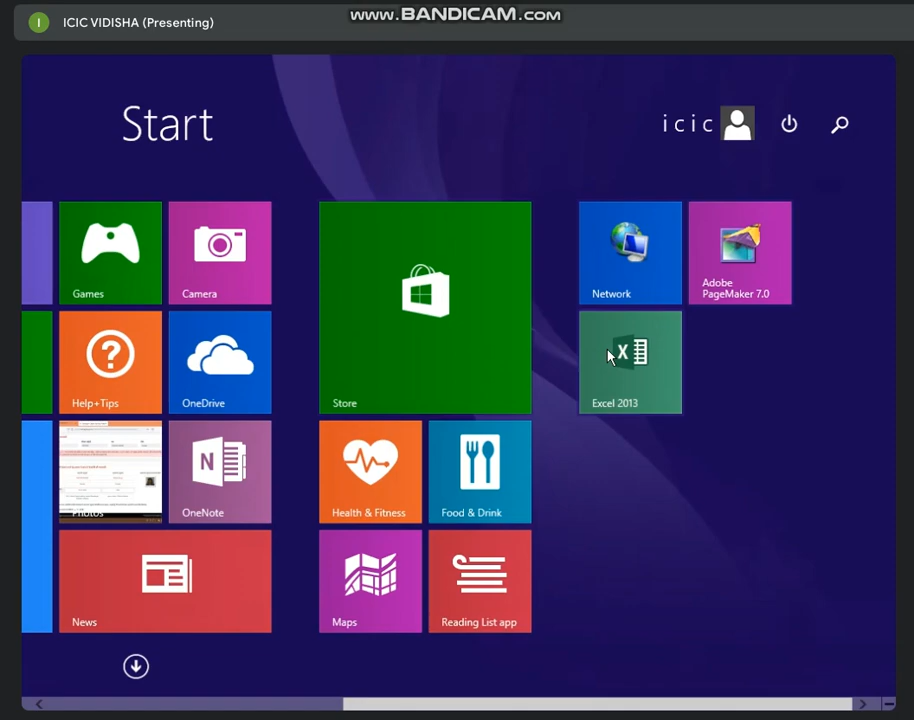 www.BANDICAM.com
I ICIC VIDISHA (Presenting)
Start
icic
Games
Camera
Store
Network
Adobe
PageMaker 7.0
Help+Tips
OneDrive
Excel 2013
Photos
OneNote
Health & Fitness
Food & Drink
News
Maps
Reading List app